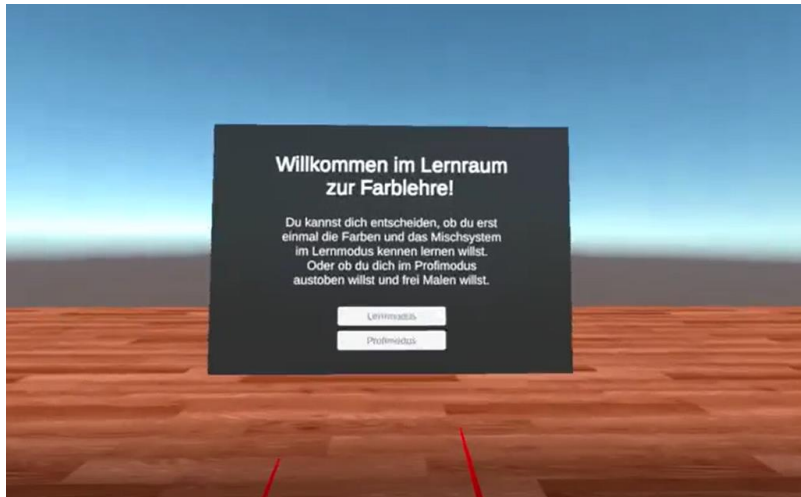 Willkommen im Lernraum
zur Farblehre!
Du kannst dich entscheiden, ob du erst
einmal die Farben und das Mischsystem
im Lernmodus kennen lernen willst.
Oder ob du dich im Profimodus
austoben willst und frei Malen willst.
Lernmodus
Profimodus